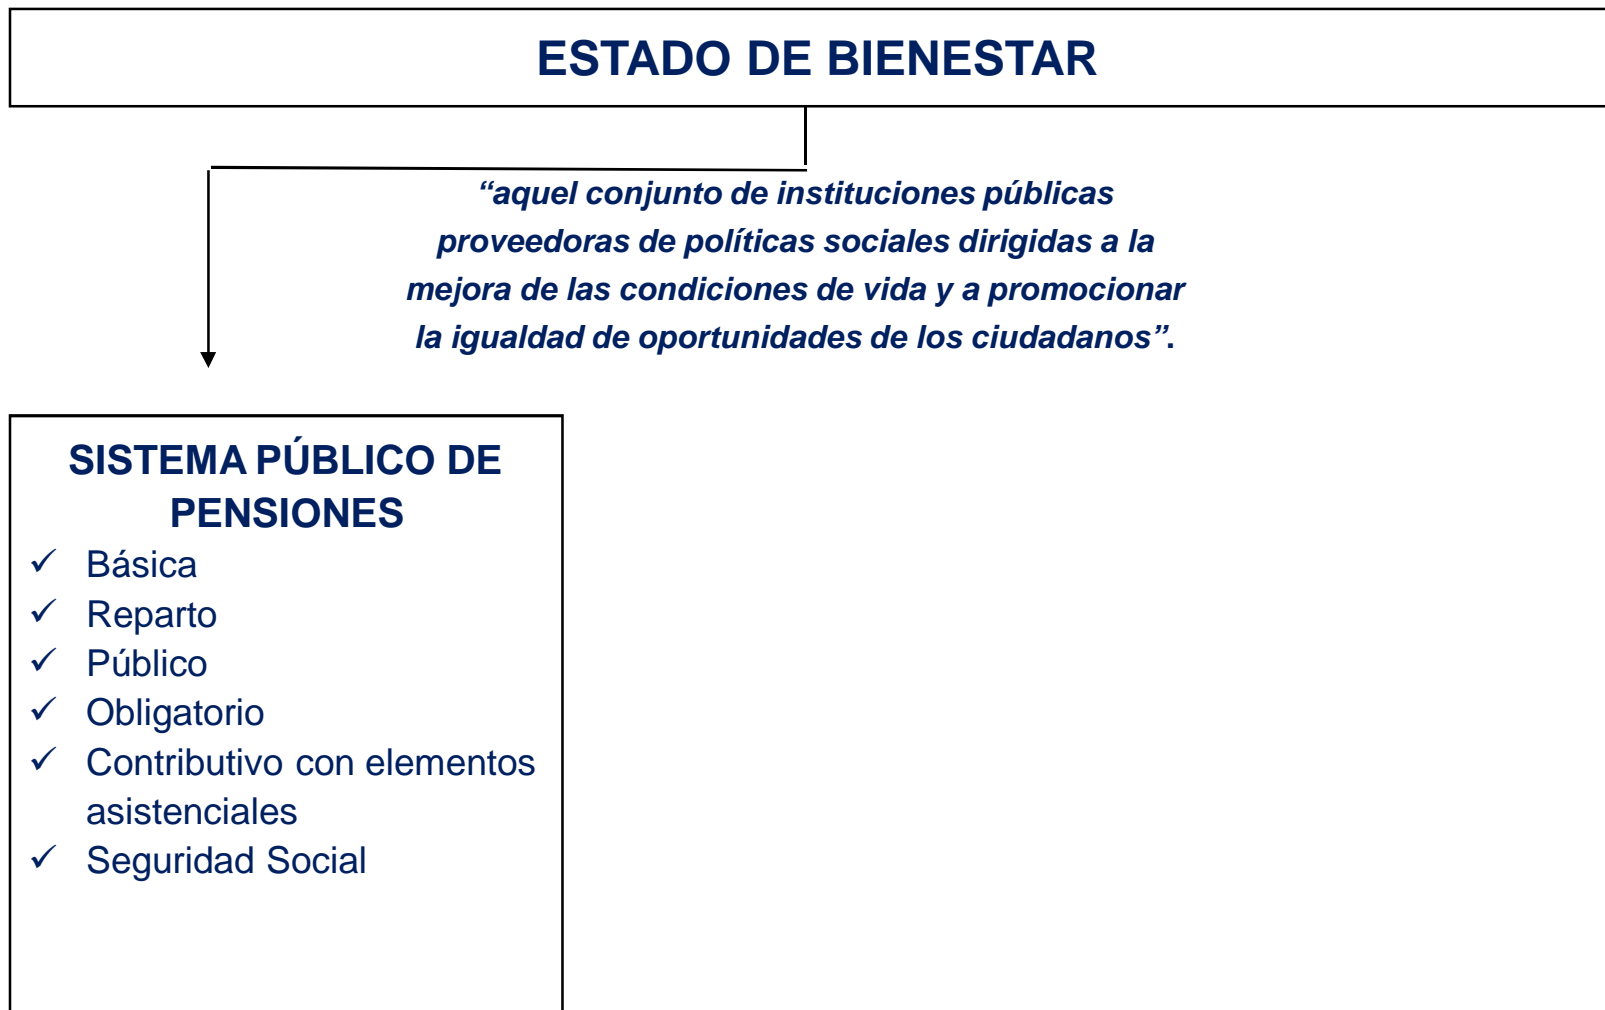 ESTADO DE BIENESTAR
“aquel conjunto de instituciones públicas
proveedoras de políticas sociales dirigidas a la
mejora de las condiciones de vida y a promocionar
la igualdad de oportunidades de los ciudadanos”.
SISTEMA PÚBLICO DE
PENSIONES
✓ Básica
✓ Reparto
✓ Público
✓ Obligatorio
✓ Contributivo con elementos
asistenciales
✓ Seguridad Social